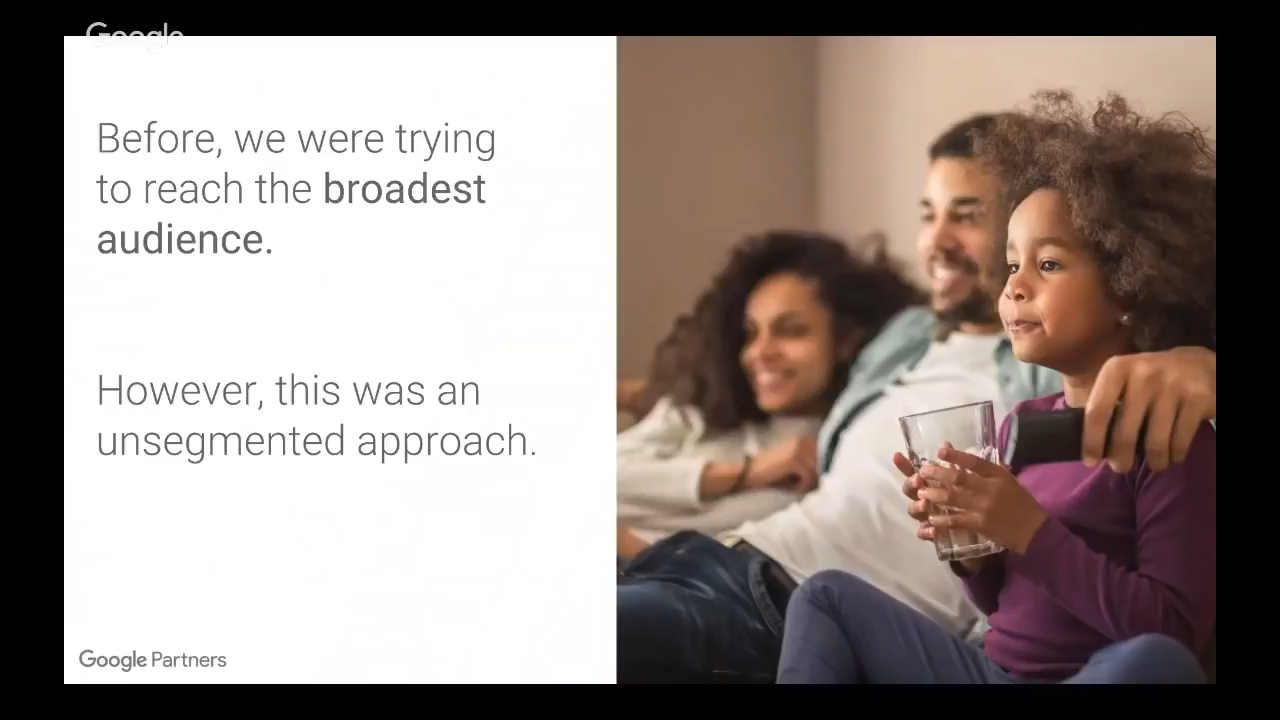 Google
Before, we were trying
to reach the broadest
audience.
However, this was an
unsegmented approach.
Google Partners